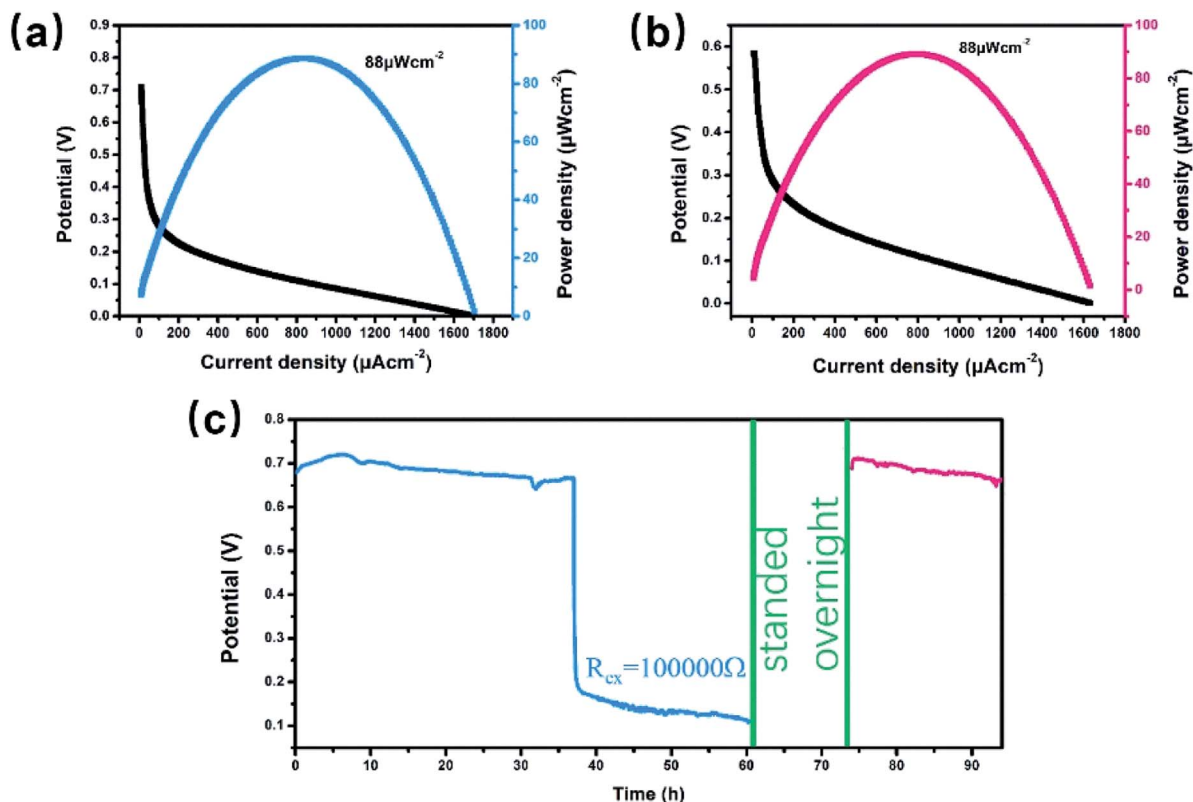 (a)
88μWcm-2
Potential (V)
0.9
0.8
0.7
0.6
0.5
0.4
0.3
0.2
0.1
0.0
0 200 400 600 800 1000 1200 1400 1600 1800
Current density (μAcm-2)
100
80
60
40
20
0
Power density (μWcm-2)
(b)
88μWcm-2
Potential (V)
0.6
0.5
0.4
0.3
0.2
0.1
0.0
0 200 400 600 800 1000 1200 1400 1600 1800
Current density (μAcm-2)
100
80
60
40
20
0
Power density (μWcm-2)
(c)
Potential (V)
0.8
0.7
0.6
0.5
0.4
0.3
0.2
0.1
Rex=100000Ω
standed
overnight
0 10 20 30 40 50 60 70 80 90
Time (h)